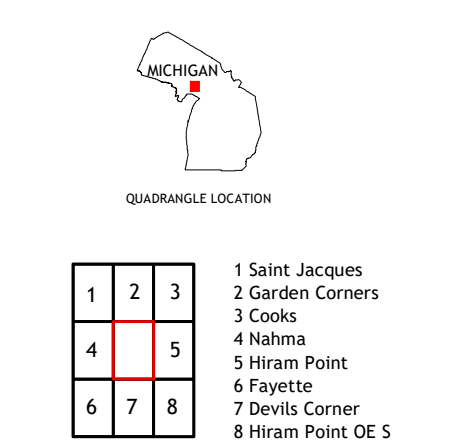 MICHIGAN
QUADRANGLE LOCATION
1 2 3
4 5
6 7 8
1 Saint Jacques
2 Garden Corners
3 Cooks
4 Nahma
5 Hiram Point
6 Fayette
7 Devils Corner
8 Hiram Point OE S